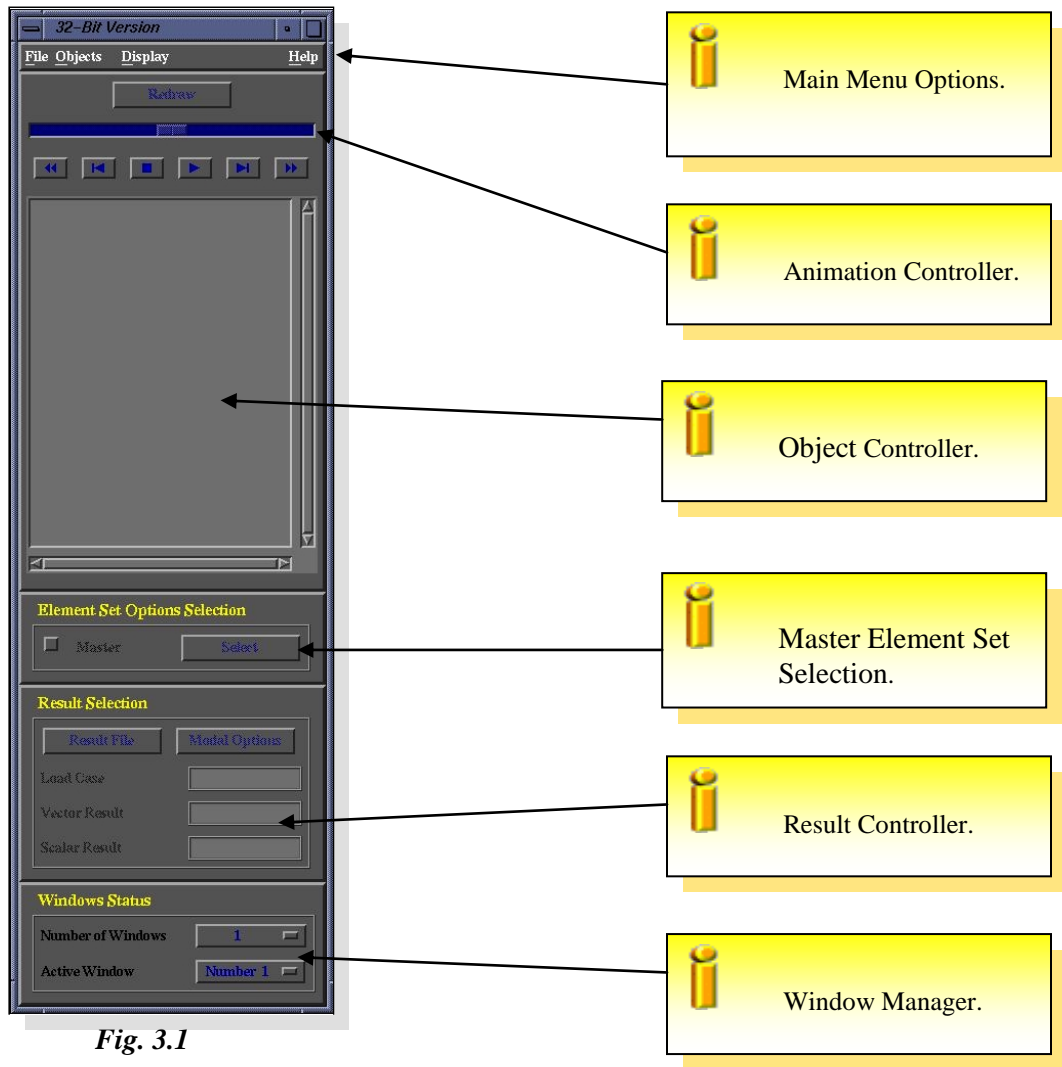 32-Bit Version
File Objects Display Help
Redraw
Element Set Options Selection
Master Select
Result Selection
Result File Modal Options
Load Case
Vector Result
Scalar Result
Windows Status
Number of Windows 1
Active Window Number 1
Fig. 3.1
Main Menu Options.
Animation Controller.
Object Controller.
Master Element Set
Selection.
Result Controller.
Window Manager.